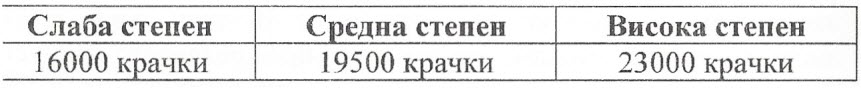 Слаба степен Средна степен Висока степен
16000 крачки 19500 крачки 23000 крачки